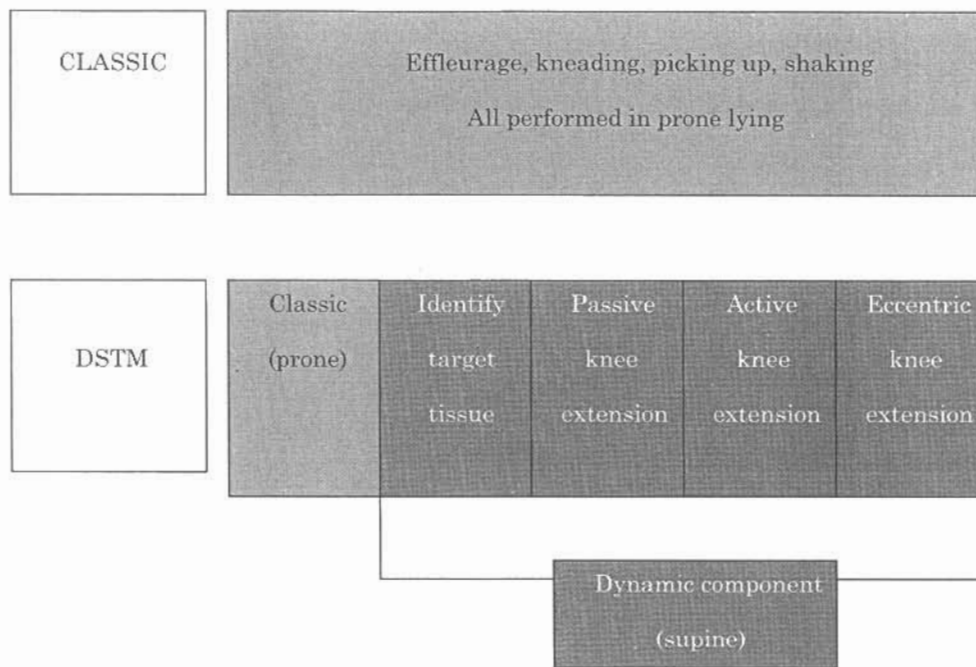 CLASSIC
Effleurage, kneading, picking up, shaking
All performed in prone lying
DSTM
Classic
(prone)
Identify
target
tissue
Passive
knee
extension
Active
knee
extension
Eccentric
knee
extension
Dynamic component
(supine)